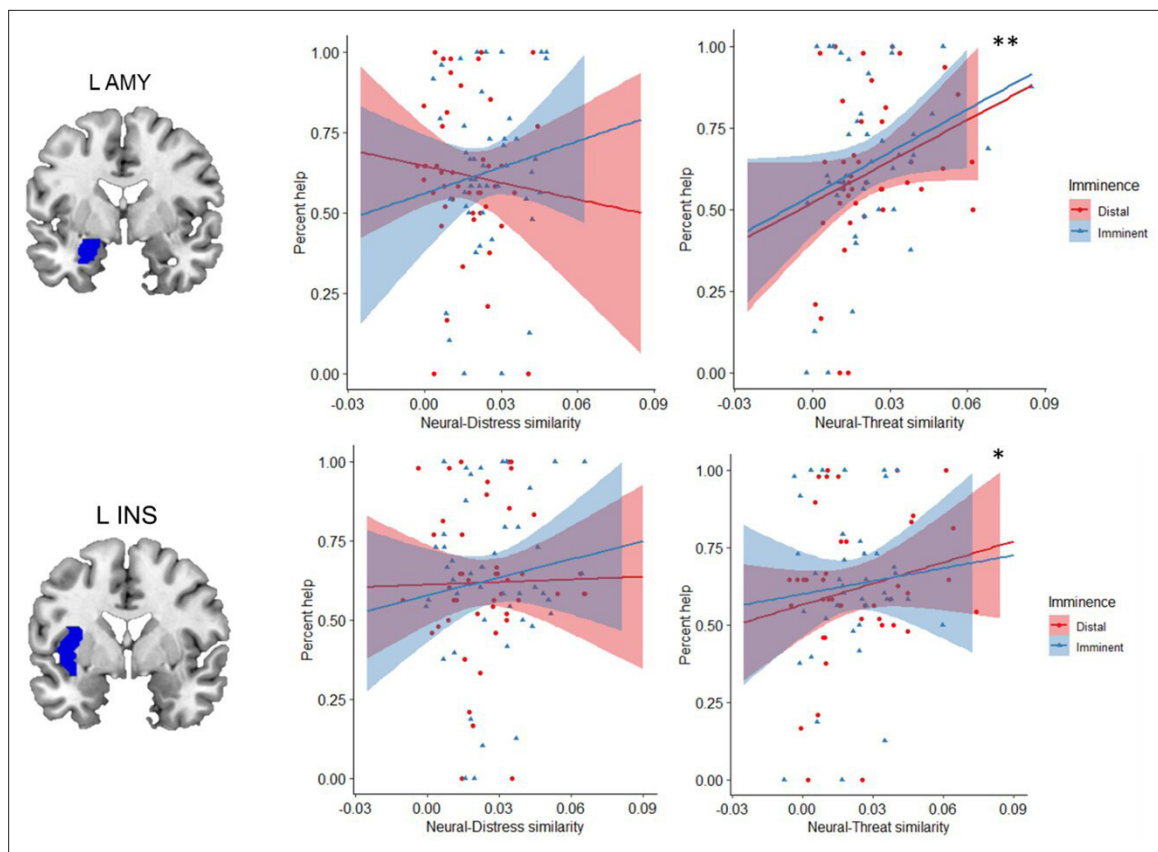 L AMY
Percent help
1.00
0.75
0.50
0.25
0.00
-0.03
0.00
0.03
0.06
0.09
Neural-Distress similarity
**
Percent help
1.00
0.75
0.50
0.25
0.00
-0.03
0.00
0.03
0.06
0.09
Neural-Threat similarity
Imminence
Distal
Imminent
L INS
Percent help
1.00
0.75
0.50
0.25
0.00
-0.03
0.00
0.03
0.06
0.09
Neural-Distress similarity
*
Percent help
1.00
0.75
0.50
0.25
0.00
-0.03
0.00
0.03
0.06
0.09
Neural-Threat similarity
Imminence
Distal
Imminent